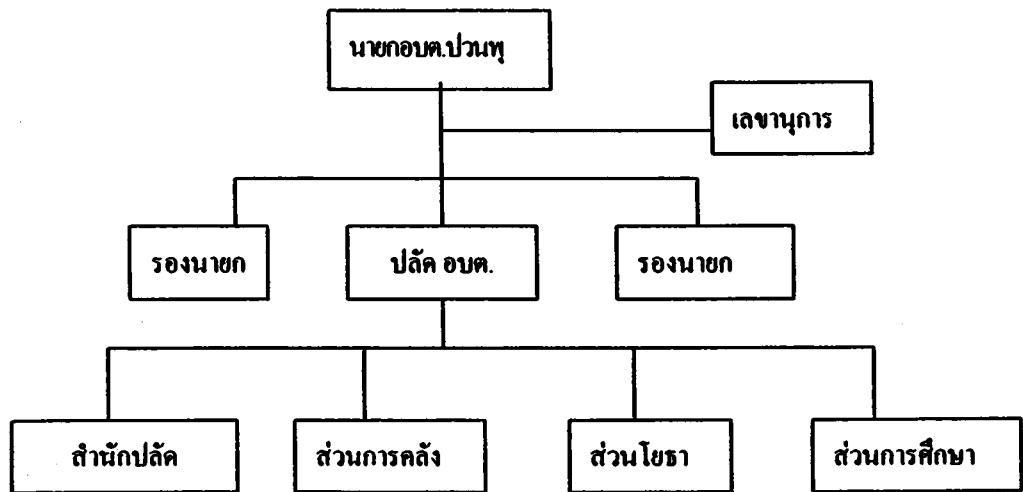 นายกอบต.ปวนพุ
เลขานุการ
รองนายก
ปลัด อบต.
รองนายก
สำนักปลัด
ส่วนการคลัง
ส่วนโยธา
ส่วนการศึกษา